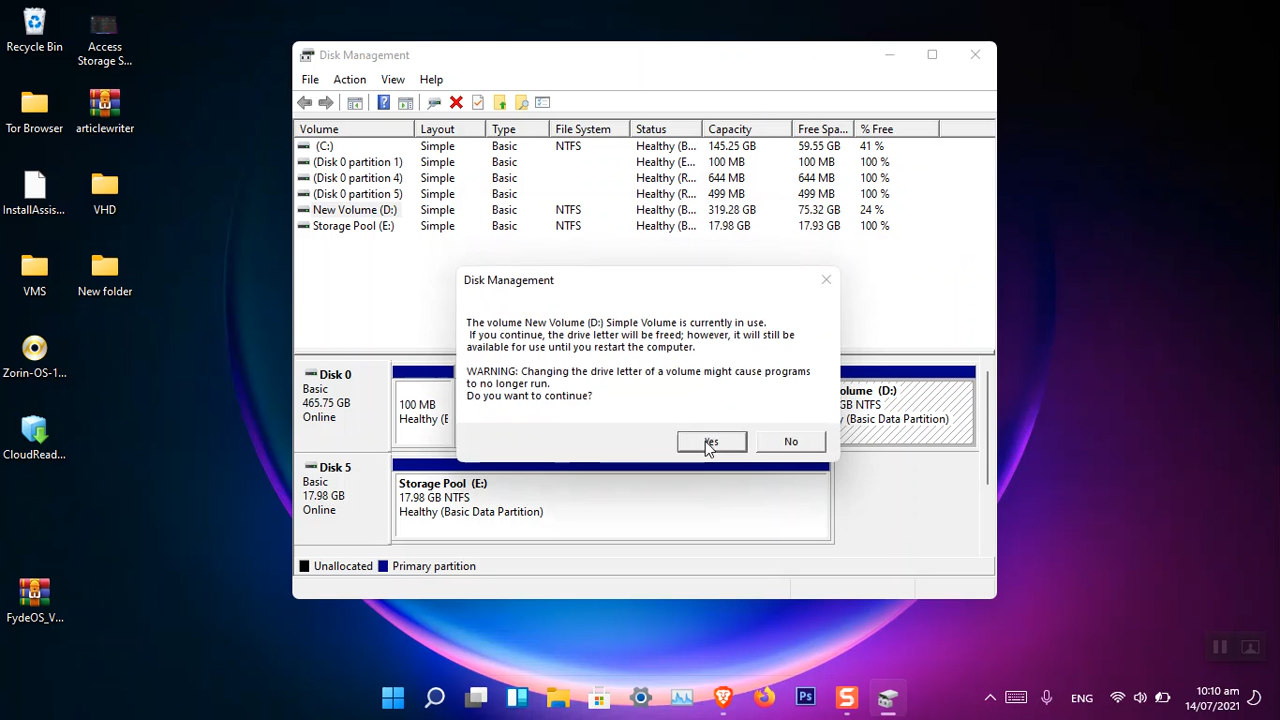 Recycle Bin
Access
Storage S...
Tor Browser
articlewriter
InstallAssis...
VHD
VMS
New folder
Zorin-OS-1...
CloudRead...
FydeOS_V...
Disk Management
File Action View Help
Volume Layout Type File System Status Capacity Free Spa... % Free
(C:) Simple Basic NTFS Healthy (B... 145.25 GB 59.55 GB 41 %
(Disk 0 partition 1) Simple Basic Healthy (E... 100 MB 100 MB 100 %
(Disk 0 partition 4) Simple Basic Healthy (R... 644 MB 644 MB 100 %
(Disk 0 partition 5) Simple Basic Healthy (R... 499 MB 499 MB 100 %
New Volume (D:) Simple Basic NTFS Healthy (B... 319.28 GB 75.32 GB 24 %
Storage Pool (E:) Simple Basic NTFS Healthy (B... 17.98 GB 17.93 GB 100 %
Disk Management
The volume New Volume (D:) Simple Volume is currently in use.
If you continue, the drive letter will be freed; however, it will still be
available for use until you restart the computer.
WARNING: Changing the drive letter of a volume might cause programs
to no longer run.
Do you want to continue?
Yes No
Disk 0
Basic
465.75 GB
Online
100 MB
Healthy (E
olume (D:)
GB NTFS
(Basic Data Partition)
Disk 5
Basic
17.98 GB
Online
Storage Pool (E:)
17.98 GB NTFS
Healthy (Basic Data Partition)
Unallocated Primary partition
Ps
S
ENG
10:10 am
14/07/2021